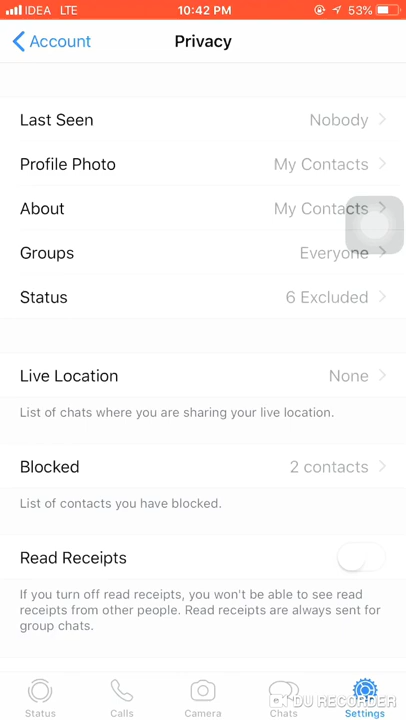 IDEA LTE 10:42 PM 53%
Account Privacy
Last Seen Nobody
Profile Photo My Contacts
About My Contacts
Groups Everyone
Status 6 Excluded
Live Location None
List of chats where you are sharing your live location.
Blocked 2 contacts
List of contacts you have blocked.
Read Receipts
If you turn off read receipts, you won't be able to see read
receipts from other people. Read receipts are always sent for
group chats.
Status Calls Camera Chats Settings
DU RECORDER